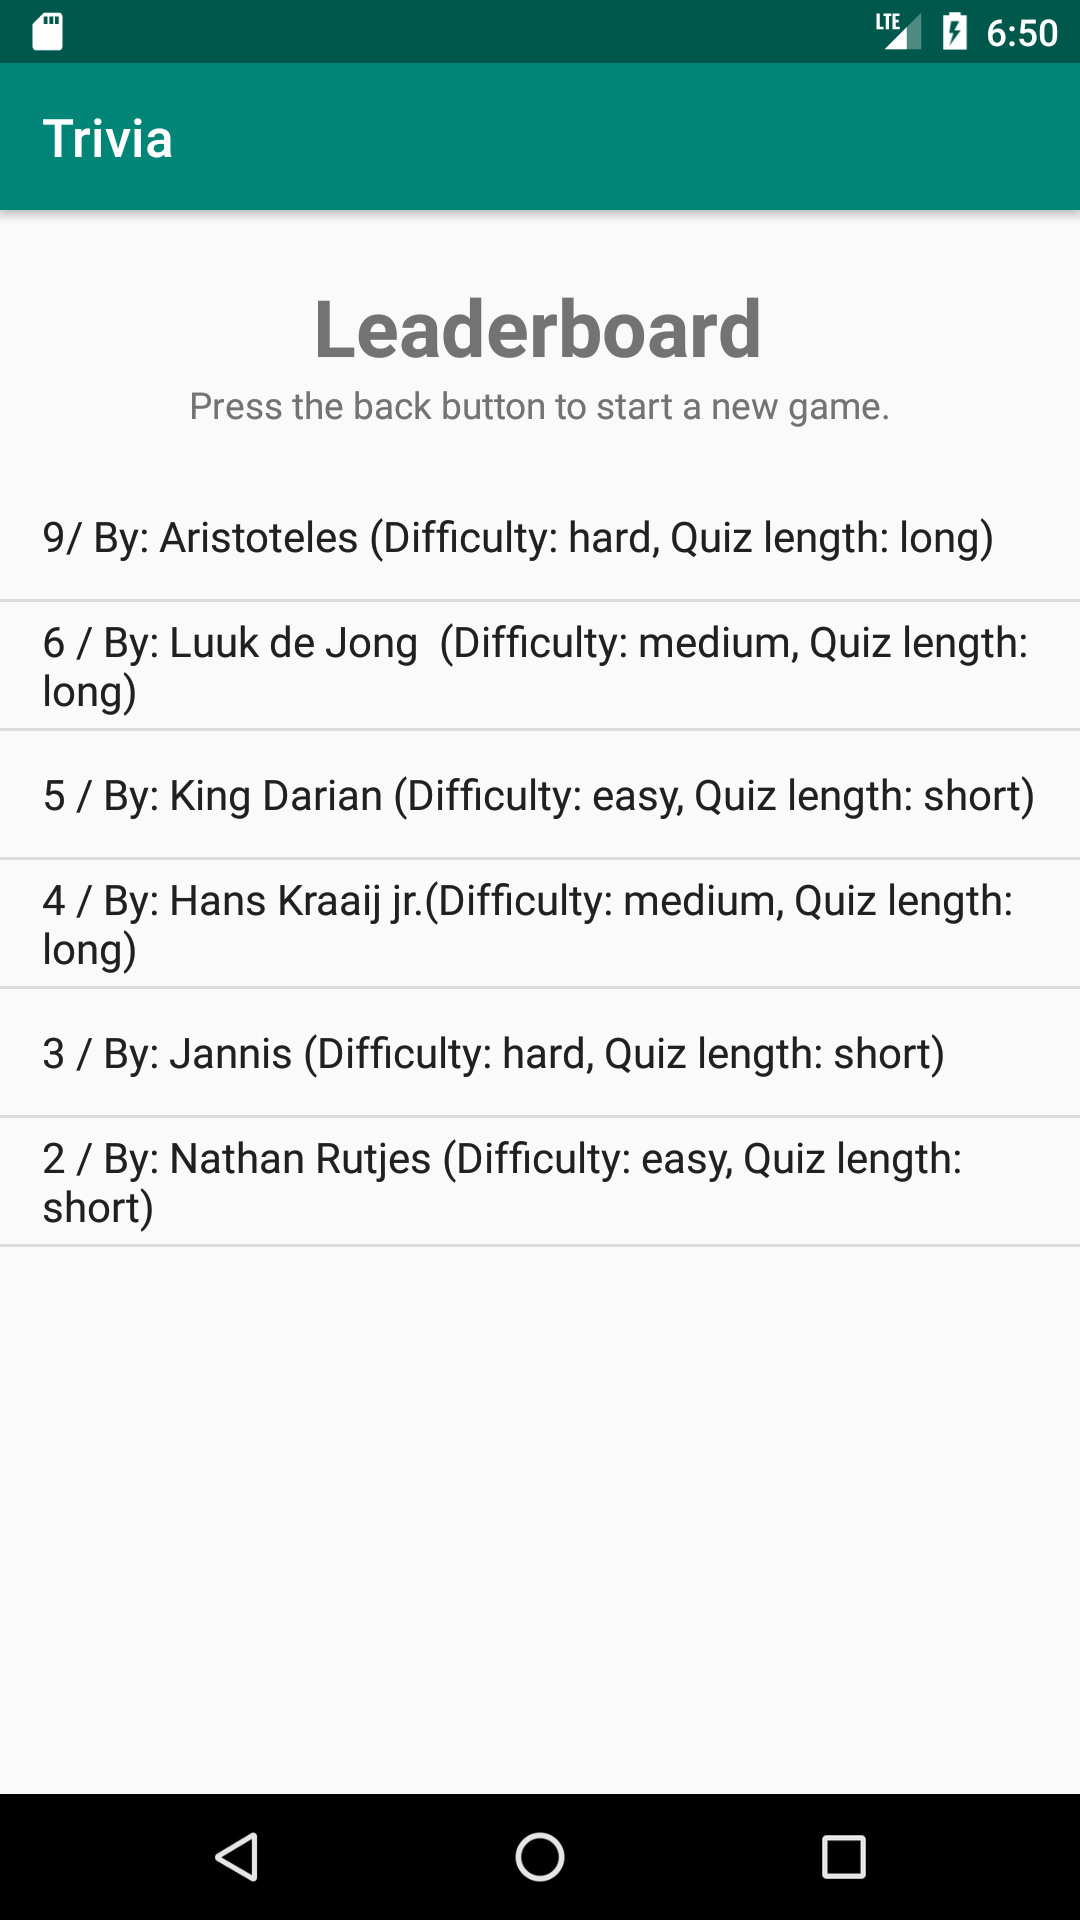 LTE 6:50
Trivia
Leaderboard
Press the back button to start a new game.
9/ By: Aristoteles (Difficulty: hard, Quiz length: long)
6 / By: Luuk de Jong  (Difficulty: medium, Quiz length:
long)
5 / By: King Darian (Difficulty: easy, Quiz length: short)
4 / By: Hans Kraaij jr.(Difficulty: medium, Quiz length:
long)
3 / By: Jannis (Difficulty: hard, Quiz length: short)
2 / By: Nathan Rutjes (Difficulty: easy, Quiz length:
short)